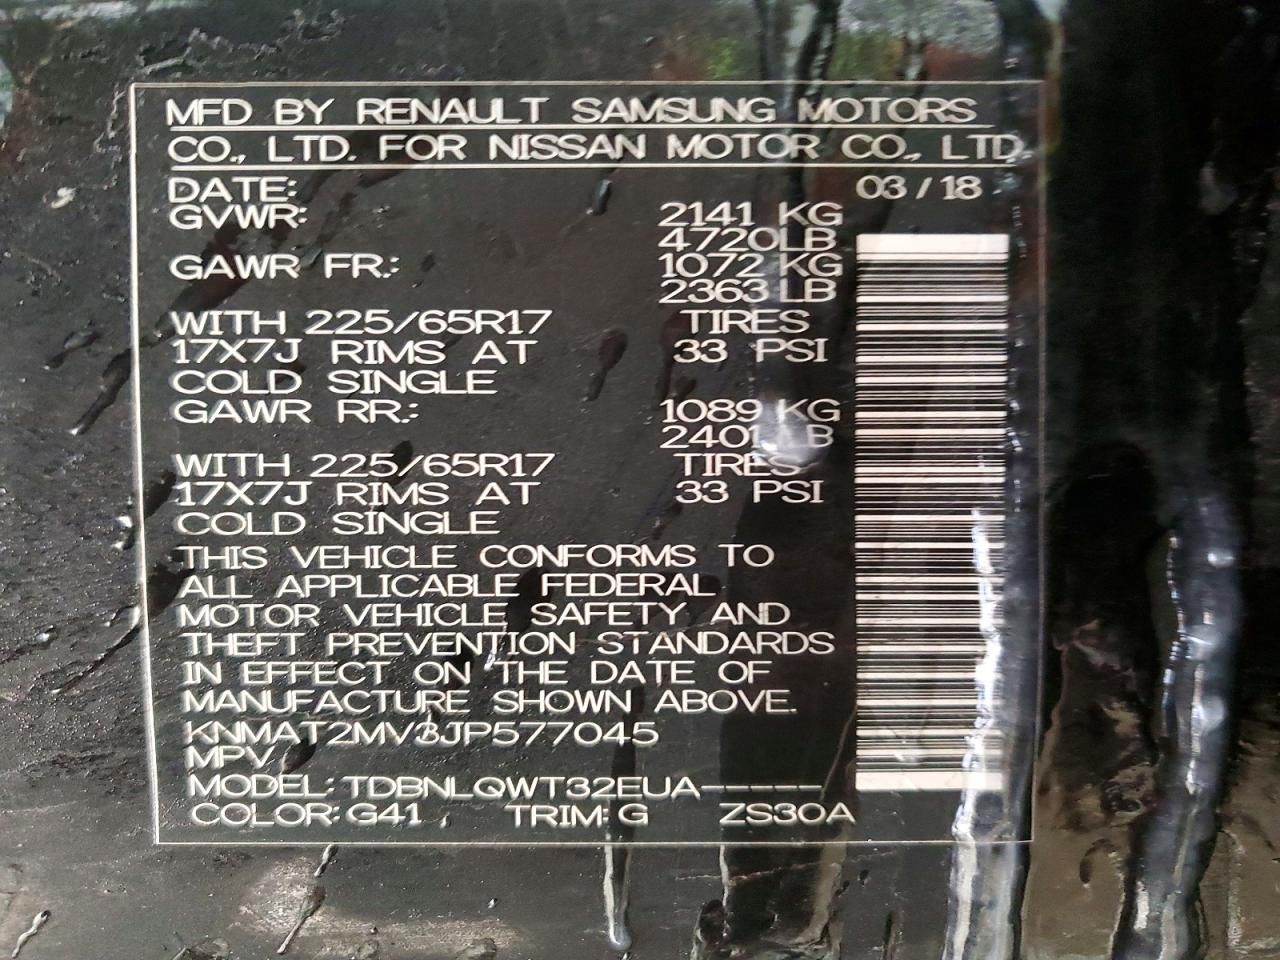 MFD BY RENAULT SAMSUNG MOTORS
CO., LTD. FOR NISSAN MOTOR CO., LTD.
DATE: 03 / 18
GVWR: 2141 KG
4720LB
GAWR FR.: 1072 KG
2363 LB
WITH 225/65R17 TIRES
17X7J RIMS AT 33 PSI
COLD SINGLE
GAWR RR.: 1089 KG
2401 LB
WITH 225/65R17 TIRES
17X7J RIMS AT 33 PSI
COLD SINGLE
THIS VEHICLE CONFORMS TO
ALL APPLICABLE FEDERAL
MOTOR VEHICLE SAFETY AND
THEFT PREVENTION STANDARDS
IN EFFECT ON THE DATE OF
MANUFACTURE SHOWN ABOVE.
KNMAT2MV3JP577045
MPV
MODEL: TDBNLQWT32EUA-----
COLOR: G41 , TRIM: G ZS30A